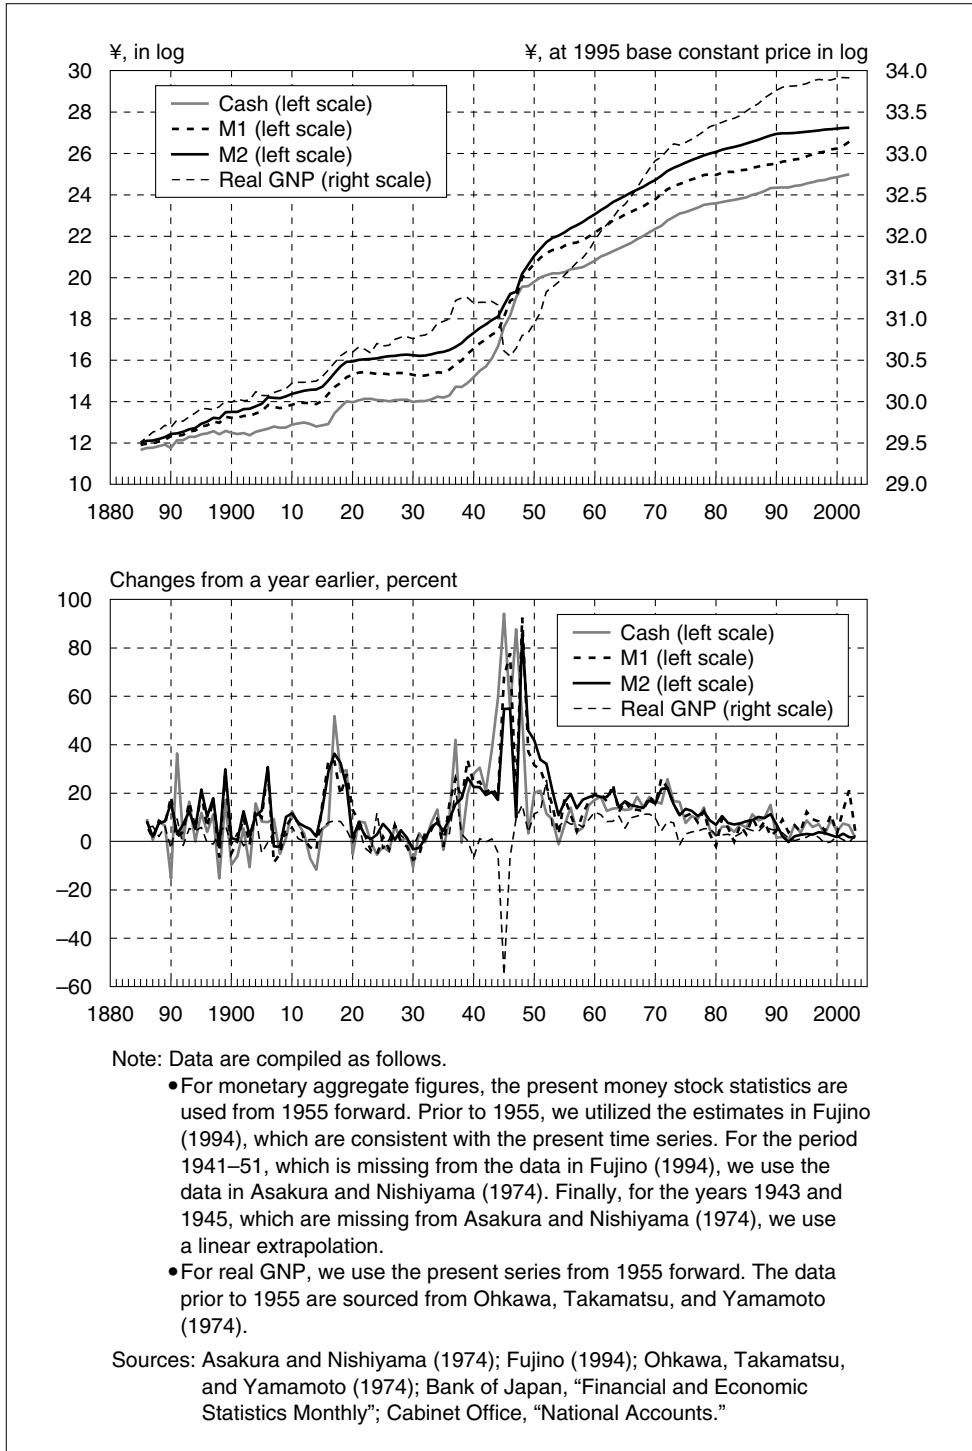 ¥, in log
¥, at 1995 base constant price in log
30
28
26
24
22
20
18
16
14
12
10
34.0
33.5
33.0
32.5
32.0
31.5
31.0
30.5
30.0
29.5
29.0
Cash (left scale)
M1 (left scale)
M2 (left scale)
Real GNP (right scale)
1880 90 1900 10 20 30 40 50 60 70 80 90 2000
Changes from a year earlier, percent
100
80
60
40
20
0
–20
–40
–60
Cash (left scale)
M1 (left scale)
M2 (left scale)
Real GNP (right scale)
1880 90 1900 10 20 30 40 50 60 70 80 90 2000
Note: Data are compiled as follows.
•For monetary aggregate figures, the present money stock statistics are
used from 1955 forward. Prior to 1955, we utilized the estimates in Fujino
(1994), which are consistent with the present time series. For the period
1941–51, which is missing from the data in Fujino (1994), we use the
data in Asakura and Nishiyama (1974). Finally, for the years 1943 and
1945, which are missing from Asakura and Nishiyama (1974), we use
a linear extrapolation.
•For real GNP, we use the present series from 1955 forward. The data
prior to 1955 are sourced from Ohkawa, Takamatsu, and Yamamoto
(1974).
Sources: Asakura and Nishiyama (1974); Fujino (1994); Ohkawa, Takamatsu,
and Yamamoto (1974); Bank of Japan, “Financial and Economic
Statistics Monthly”; Cabinet Office, “National Accounts.”